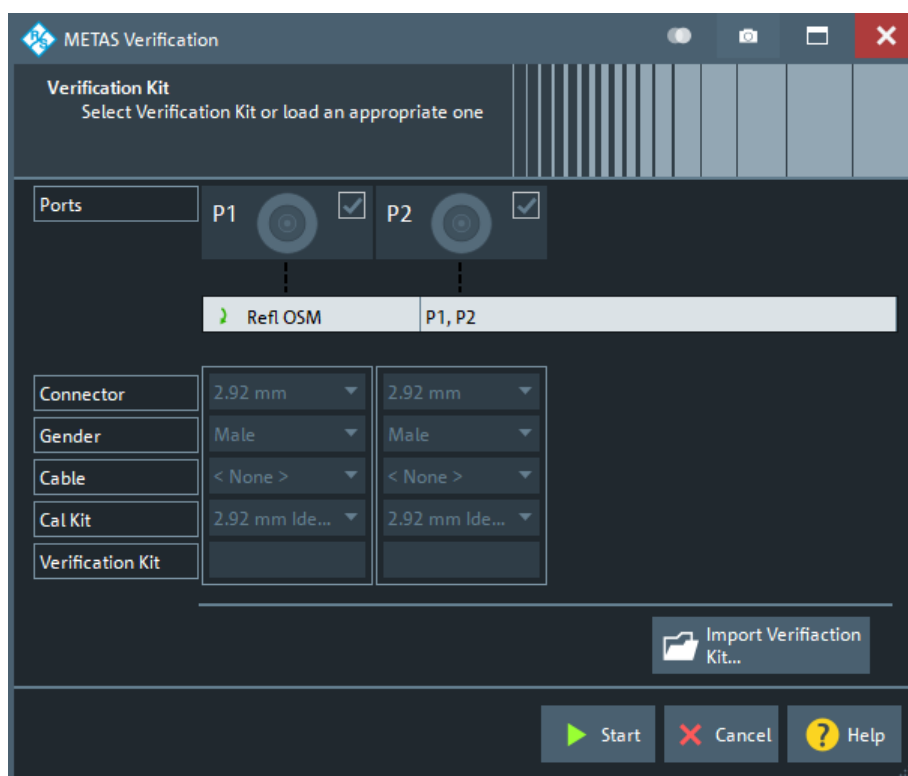 R/S METAS Verification
Verification Kit
Select Verification Kit or load an appropriate one
Ports
P1
P2
Refl OSM
P1, P2
Connector
2.92 mm
2.92 mm
Gender
Male
Male
Cable
< None >
< None >
Cal Kit
2.92 mm Ide...
2.92 mm Ide...
Verification Kit
Import Verifiaction
Kit...
Start
Cancel
? Help